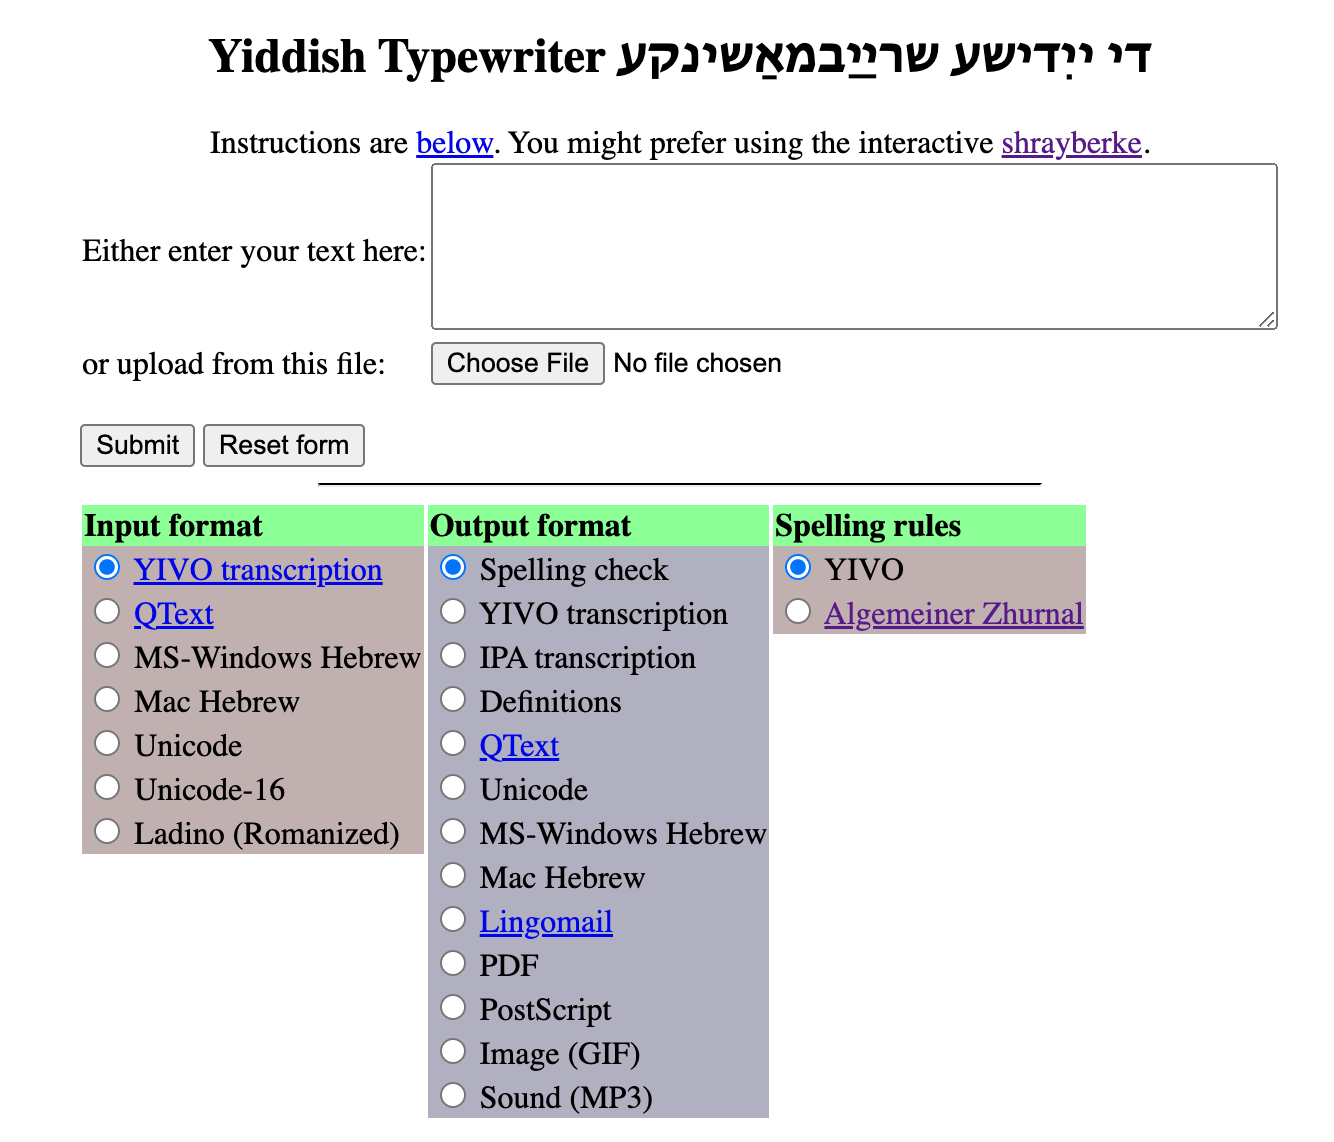 Yiddish Typewriter די ייִדישע שרײַבמאַשינקע
Instructions are below. You might prefer using the interactive shrayberke.
Either enter your text here:
or upload from this file: Choose File No file chosen
Submit Reset form
Input format Output format Spelling rules
YIVO transcription Spelling check YIVO
QText YIVO transcription Algemeiner Zhurnal
MS-Windows Hebrew IPA transcription
Mac Hebrew Definitions
Unicode QText
Unicode-16 Unicode
Ladino (Romanized) MS-Windows Hebrew
Mac Hebrew
Lingomail
PDF
PostScript
Image (GIF)
Sound (MP3)